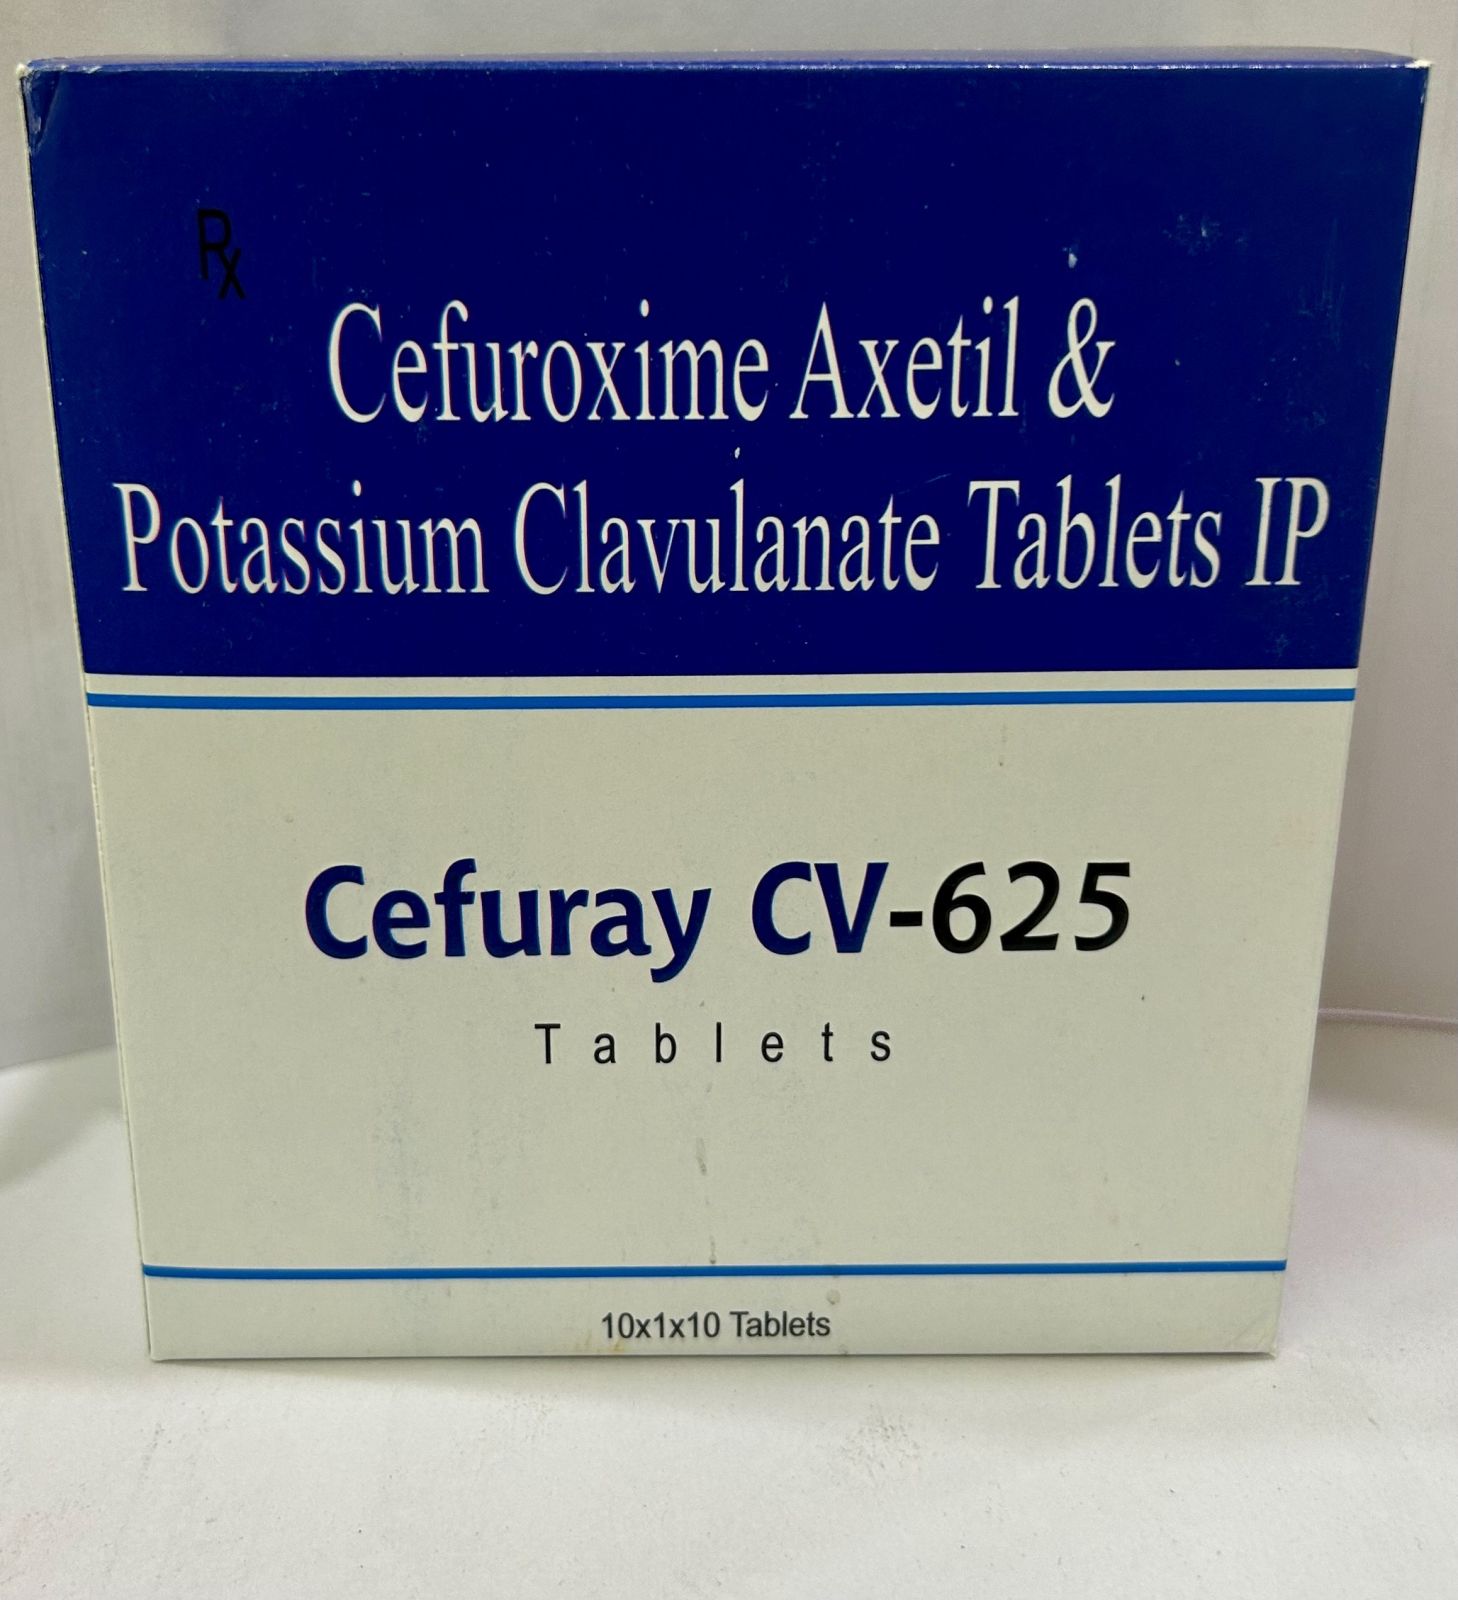 Rx
Cefuroxime Axetil &
Potassium Clavulanate Tablets IP
Cefuray CV-625
Tablets
10x1x10 Tablets